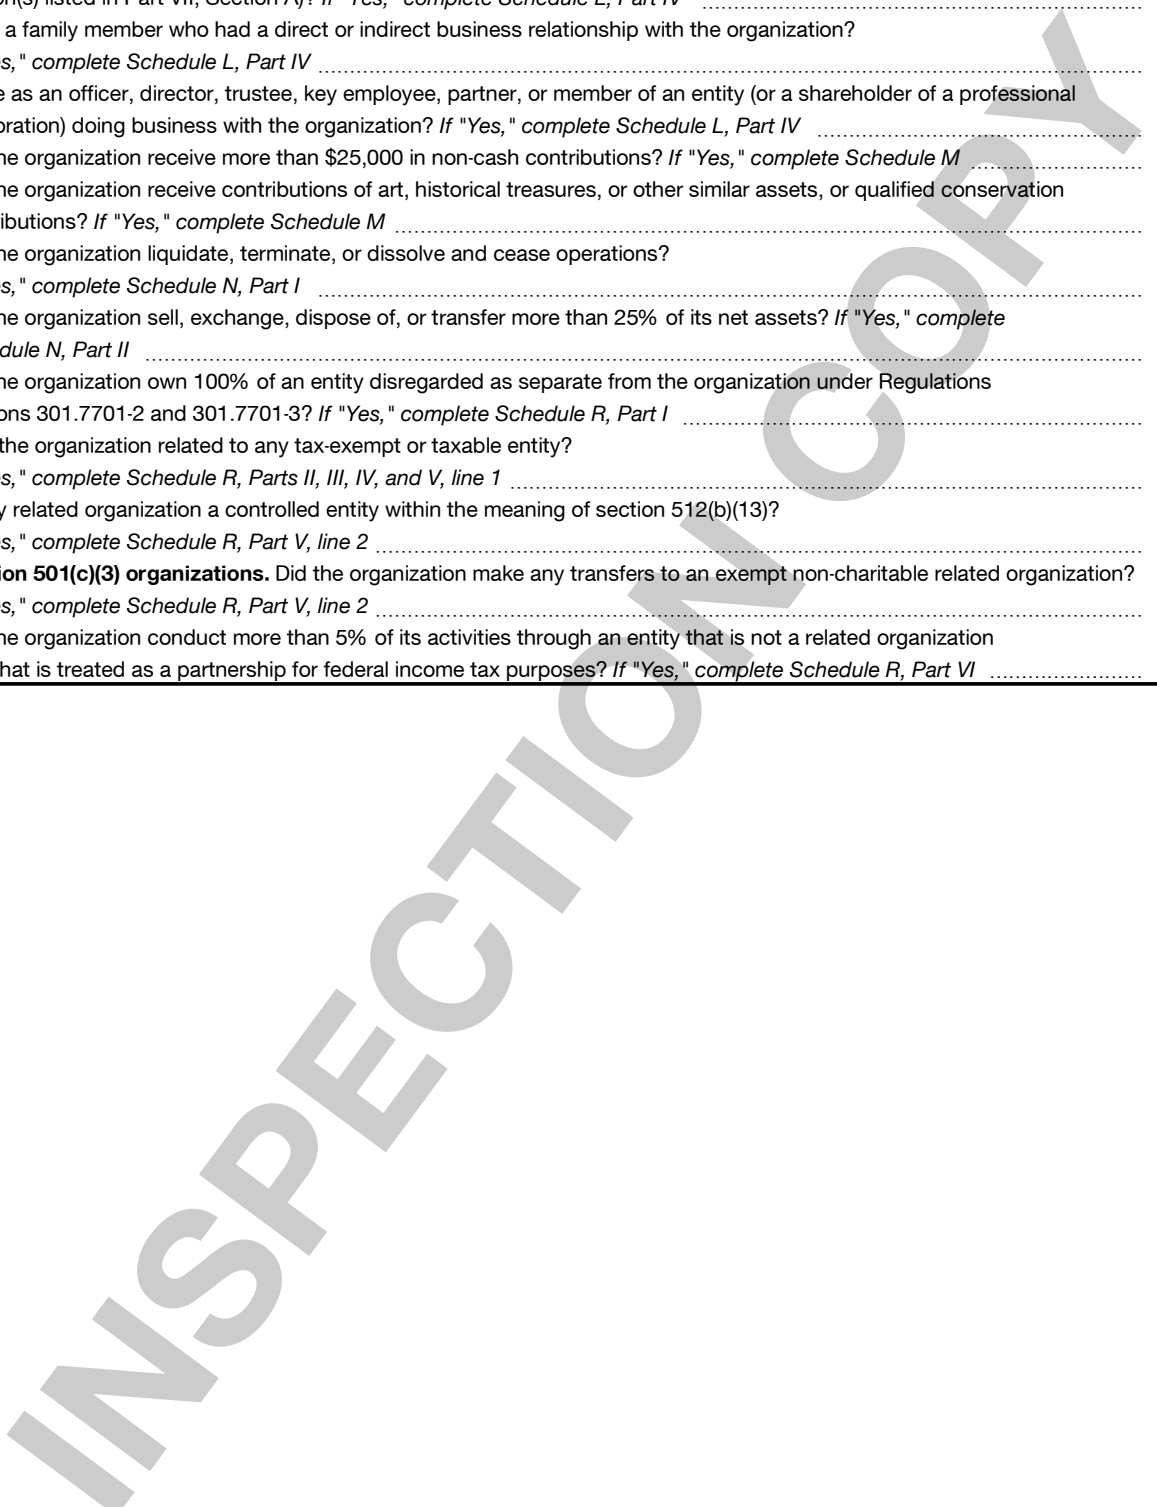 on(s) listed in Part VII, Section A)? If "Yes," complete Schedule L, Part IV
a family member who had a direct or indirect business relationship with the organization?
s," complete Schedule L, Part IV
e as an officer, director, trustee, key employee, partner, or member of an entity (or a shareholder of a professional
oration) doing business with the organization? If "Yes," complete Schedule L, Part IV
ne organization receive more than $25,000 in non-cash contributions? If "Yes," complete Schedule M
ne organization receive contributions of art, historical treasures, or other similar assets, or qualified conservation
ibutions? If "Yes," complete Schedule M
ne organization liquidate, terminate, or dissolve and cease operations?
s," complete Schedule N, Part I
ne organization sell, exchange, dispose of, or transfer more than 25% of its net assets? If "Yes," complete
dule N, Part II
ne organization own 100% of an entity disregarded as separate from the organization under Regulations
ons 301.7701-2 and 301.7701-3? If "Yes," complete Schedule R, Part I
the organization related to any tax-exempt or taxable entity?
s," complete Schedule R, Parts II, III, IV, and V, line 1
y related organization a controlled entity within the meaning of section 512(b)(13)?
s," complete Schedule R, Part V, line 2
ion 501(c)(3) organizations. Did the organization make any transfers to an exempt non-charitable related organization?
s," complete Schedule R, Part V, line 2
ne organization conduct more than 5% of its activities through an entity that is not a related organization
hat is treated as a partnership for federal income tax purposes? If "Yes," complete Schedule R, Part VI
INSPECTION COPY